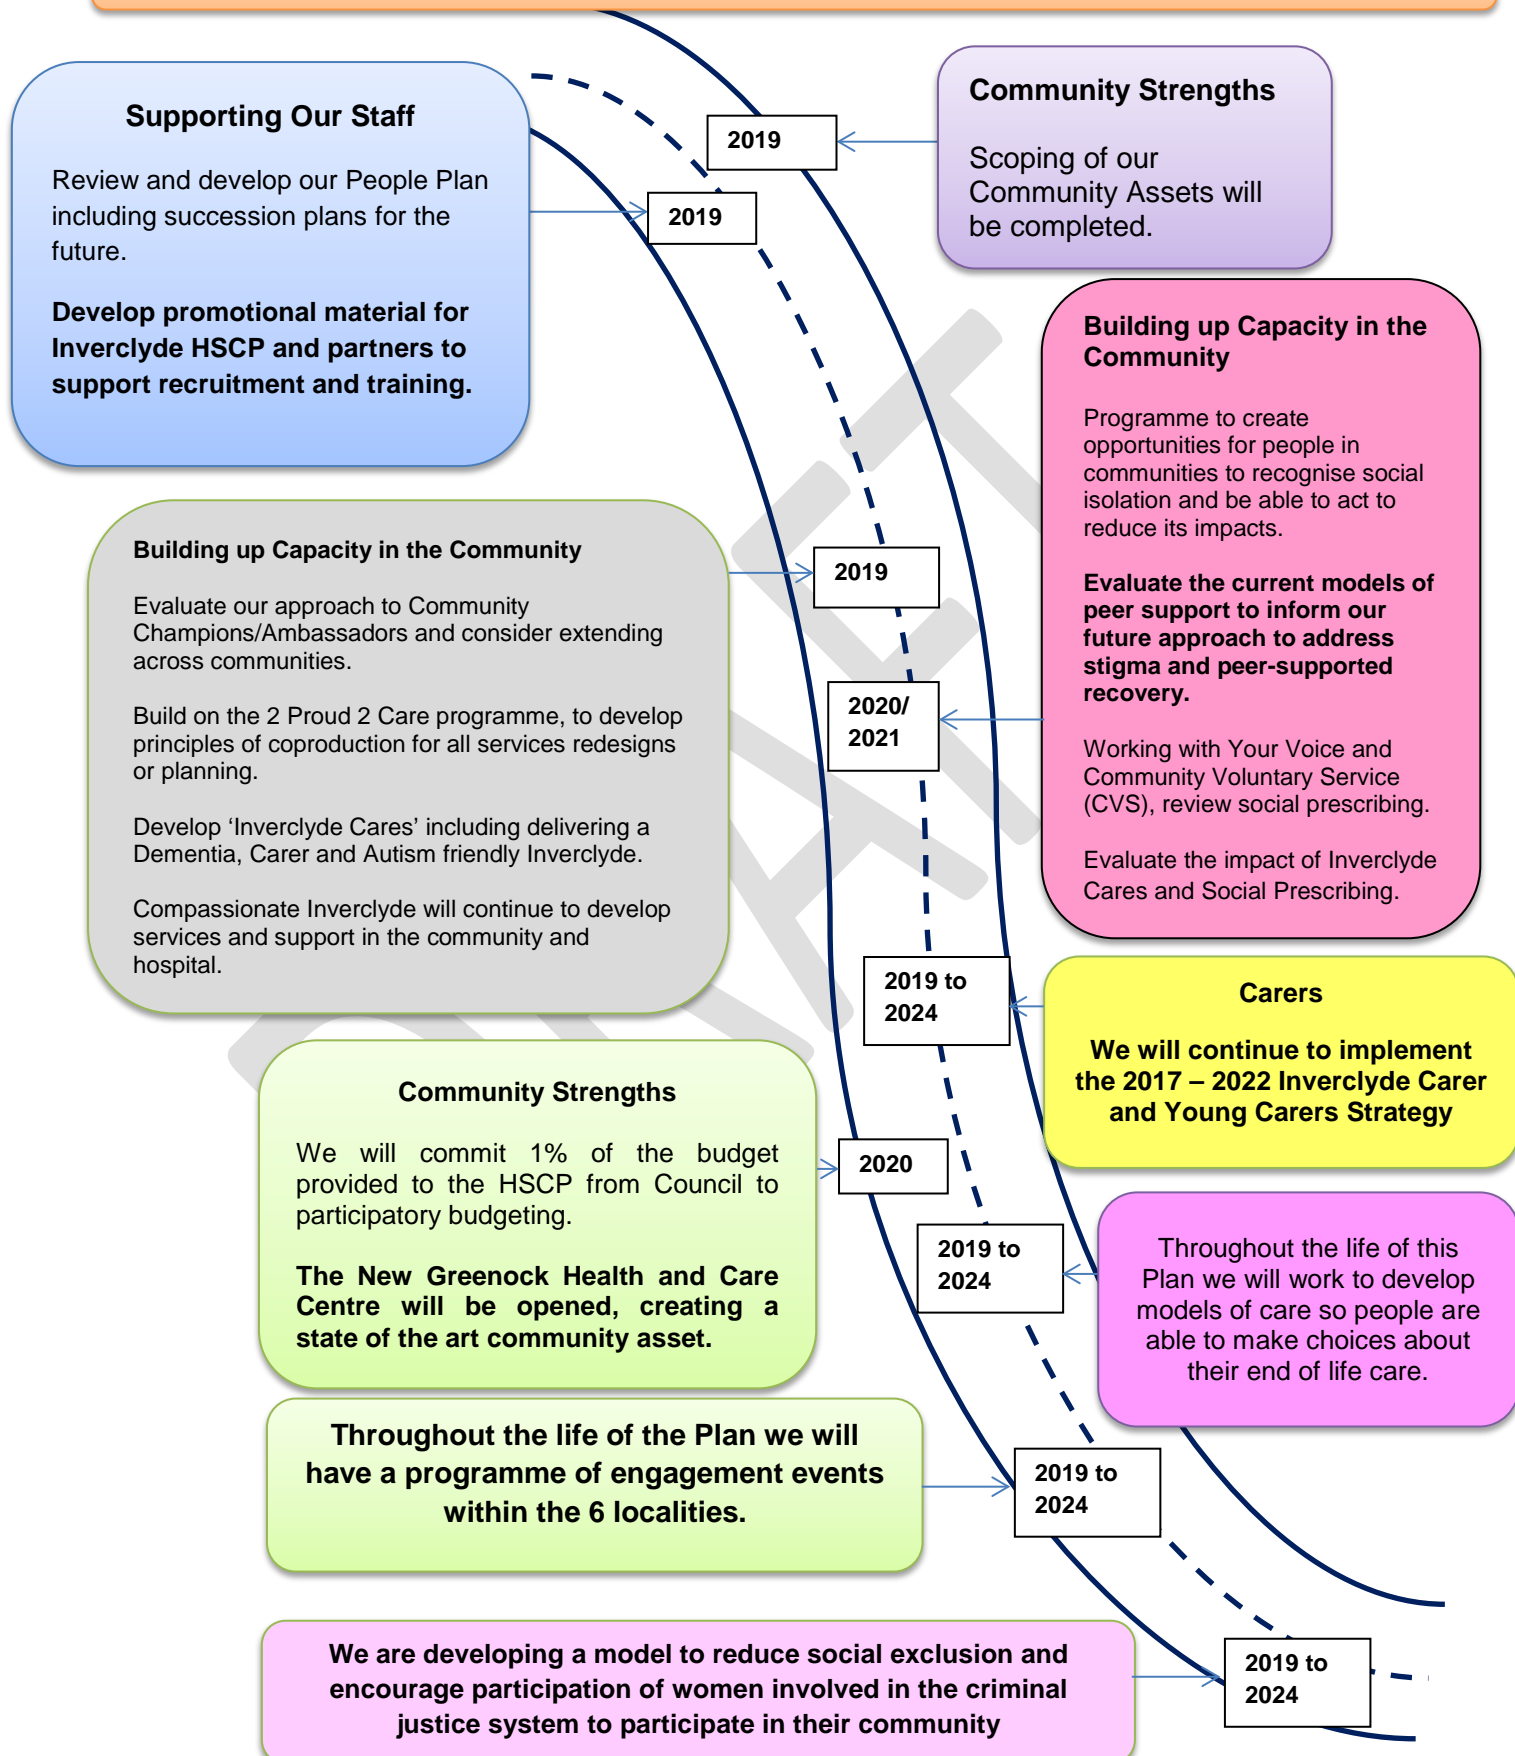 Supporting Our Staff
Review and develop our People Plan
including succession plans for the
future.
Develop promotional material for
Inverclyde HSCP and partners to
support recruitment and training.
2019
Community Strengths
Scoping of our
Community Assets will
be completed.
2019
Building up Capacity in the
Community
Programme to create
opportunities for people in
communities to recognise social
isolation and be able to act to
reduce its impacts.
Evaluate the current models of
peer support to inform our
future approach to address
stigma and peer-supported
recovery.
Working with Your Voice and
Community Voluntary Service
(CVS), review social prescribing.
Evaluate the impact of Inverclyde
Cares and Social Prescribing.
Building up Capacity in the Community
Evaluate our approach to Community
Champions/Ambassadors and consider extending
across communities.
Build on the 2 Proud 2 Care programme, to develop
principles of coproduction for all services redesigns
or planning.
Develop ‘Inverclyde Cares’ including delivering a
Dementia, Carer and Autism friendly Inverclyde.
Compassionate Inverclyde will continue to develop
services and support in the community and
hospital.
2019
2020/
2021
2019 to
2024
Carers
We will continue to implement
the 2017 – 2022 Inverclyde Carer
and Young Carers Strategy
Community Strengths
We will commit 1% of the budget
provided to the HSCP from Council to
participatory budgeting.
The New Greenock Health and Care
Centre will be opened, creating a
state of the art community asset.
2020
2019 to
2024
Throughout the life of this
Plan we will work to develop
models of care so people are
able to make choices about
their end of life care.
Throughout the life of the Plan we will
have a programme of engagement events
within the 6 localities.
2019 to
2024
We are developing a model to reduce social exclusion and
encourage participation of women involved in the criminal
justice system to participate in their community
2019 to
2024
DRAFT